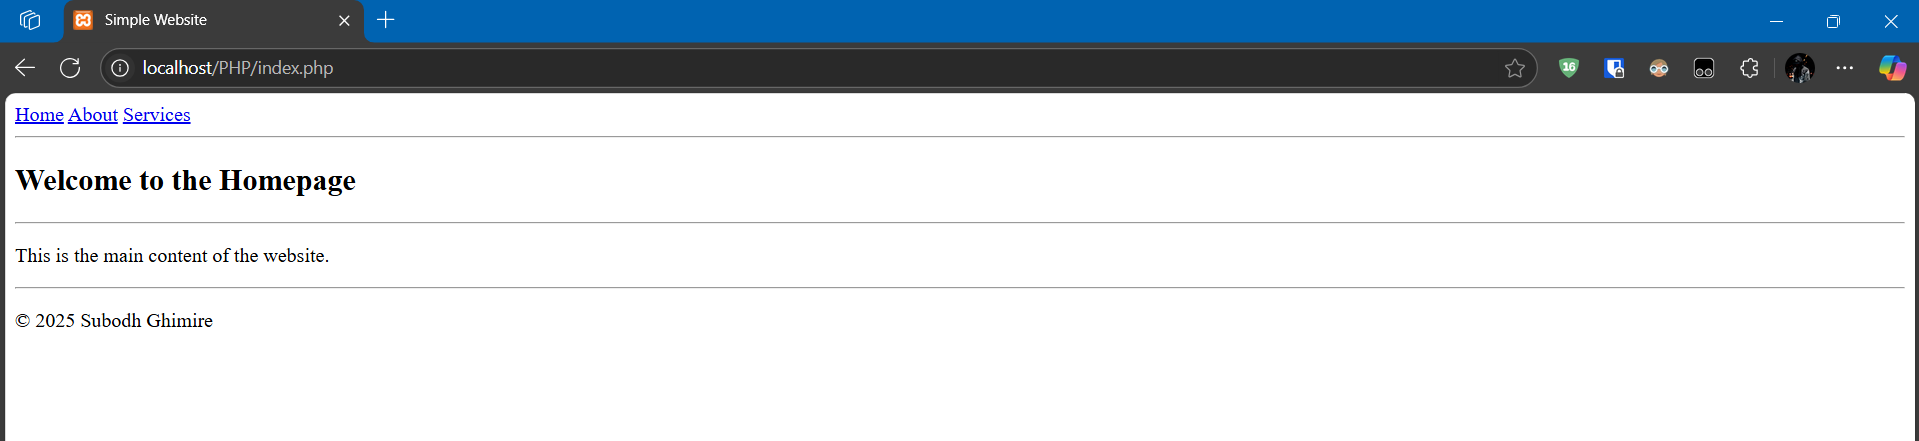 Simple Website
localhost/PHP/index.php
16
Home About Services
Welcome to the Homepage
This is the main content of the website.
© 2025 Subodh Ghimire